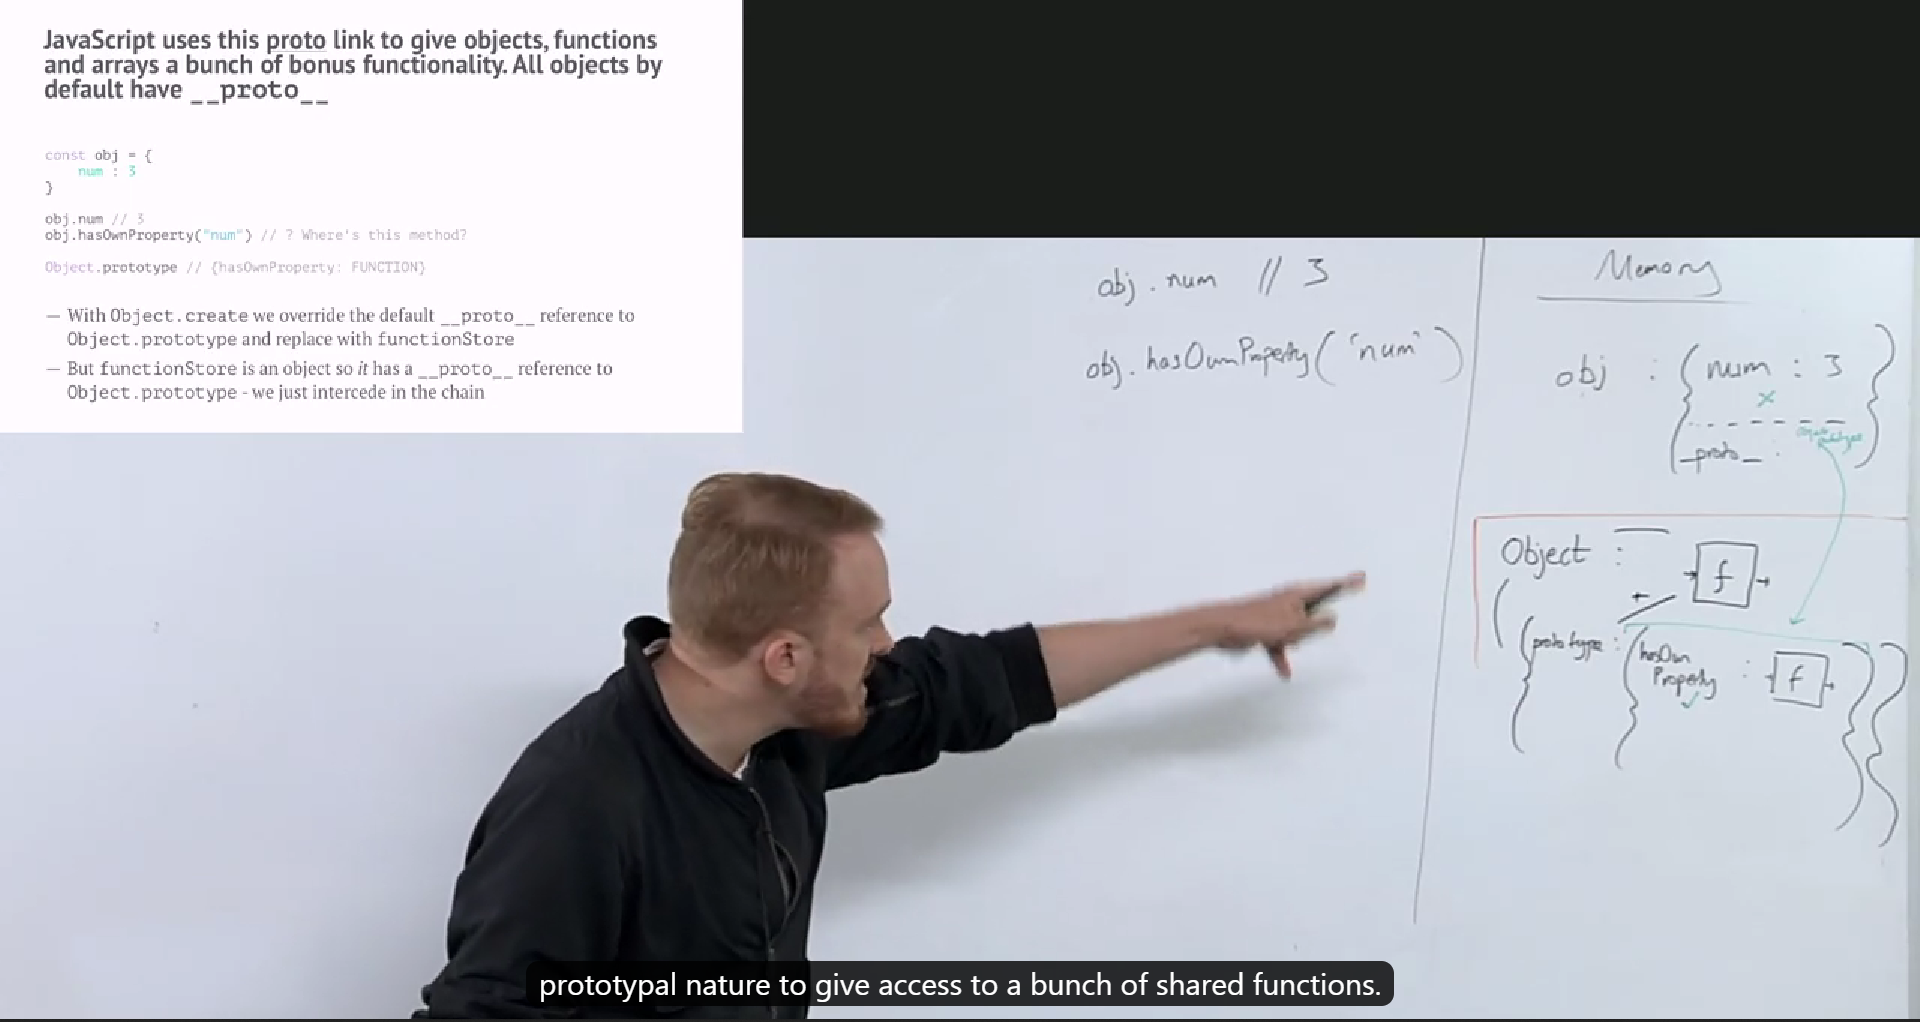 JavaScript uses this proto link to give objects, functions
and arrays a bunch of bonus functionality. All objects by
default have __proto__
const obj = {
num : 3
}
obj.num // 3
obj.hasOwnProperty("num") // ? Where's this method?
Object.prototype // {hasOwnProperty: FUNCTION}
— With Object.create we override the default __proto__ reference to
Object.prototype and replace with functionStore
— But functionStore is an object so it has a __proto__ reference to
Object.prototype - we just intercede in the chain
obj.num // 3
obj.hasOwnProperty('num')
Memory
obj : { num : 3
_proto_ :
}
Object :
f
{ prototype : { hasOwn
Property : f } }
prototypal nature to give access to a bunch of shared functions.